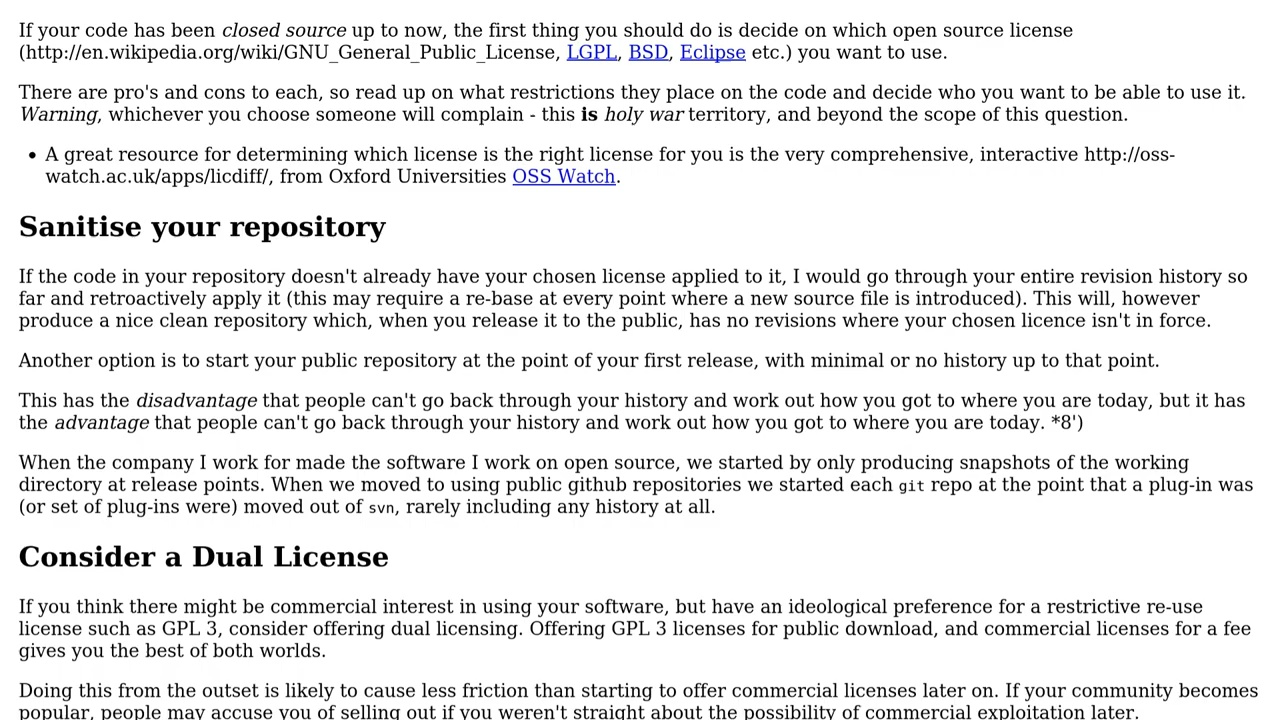 If your code has been closed source up to now, the first thing you should do is decide on which open source license
(http://en.wikipedia.org/wiki/GNU_General_Public_License, LGPL, BSD, Eclipse etc.) you want to use.
There are pro's and cons to each, so read up on what restrictions they place on the code and decide who you want to be able to use it.
Warning, whichever you choose someone will complain - this is holy war territory, and beyond the scope of this question.
• A great resource for determining which license is the right license for you is the very comprehensive, interactive http://oss-
watch.ac.uk/apps/licdiff/, from Oxford Universities OSS Watch.
Sanitise your repository
If the code in your repository doesn't already have your chosen license applied to it, I would go through your entire revision history so
far and retroactively apply it (this may require a re-base at every point where a new source file is introduced). This will, however
produce a nice clean repository which, when you release it to the public, has no revisions where your chosen licence isn't in force.
Another option is to start your public repository at the point of your first release, with minimal or no history up to that point.
This has the disadvantage that people can't go back through your history and work out how you got to where you are today, but it has
the advantage that people can't go back through your history and work out how you got to where you are today. *8')
When the company I work for made the software I work on open source, we started by only producing snapshots of the working
directory at release points. When we moved to using public github repositories we started each git repo at the point that a plug-in was
(or set of plug-ins were) moved out of svn, rarely including any history at all.
Consider a Dual License
If you think there might be commercial interest in using your software, but have an ideological preference for a restrictive re-use
license such as GPL 3, consider offering dual licensing. Offering GPL 3 licenses for public download, and commercial licenses for a fee
gives you the best of both worlds.
Doing this from the outset is likely to cause less friction than starting to offer commercial licenses later on. If your community becomes
popular, people may accuse you of selling out if you weren't straight about the possibility of commercial exploitation later.